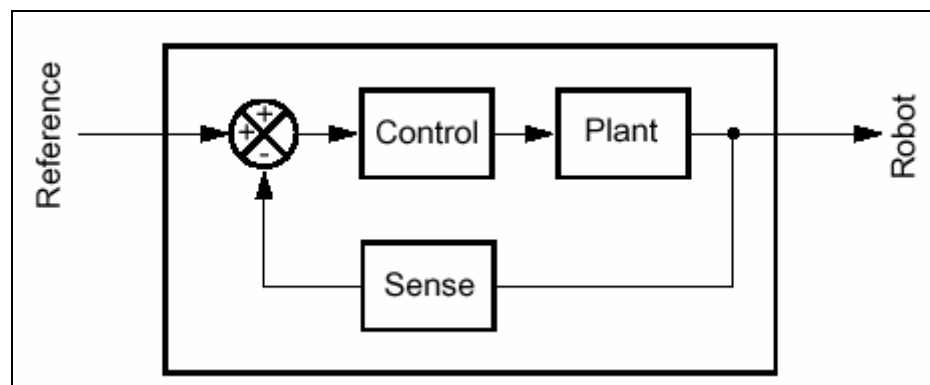 Reference
+
+
-
Control
Plant
Sense
Robot